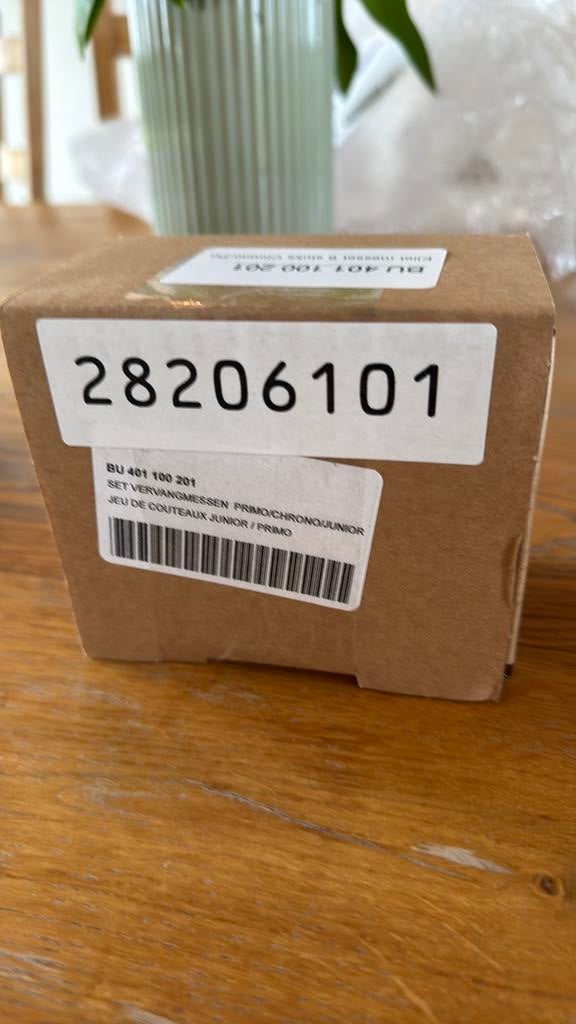 BU 401 100 201
28206101
BU 401 100 201
SET VERVANGMESSEN PRIMO/CHRONO/JUNIOR
JEU DE COUTEAUX JUNIOR / PRIMO